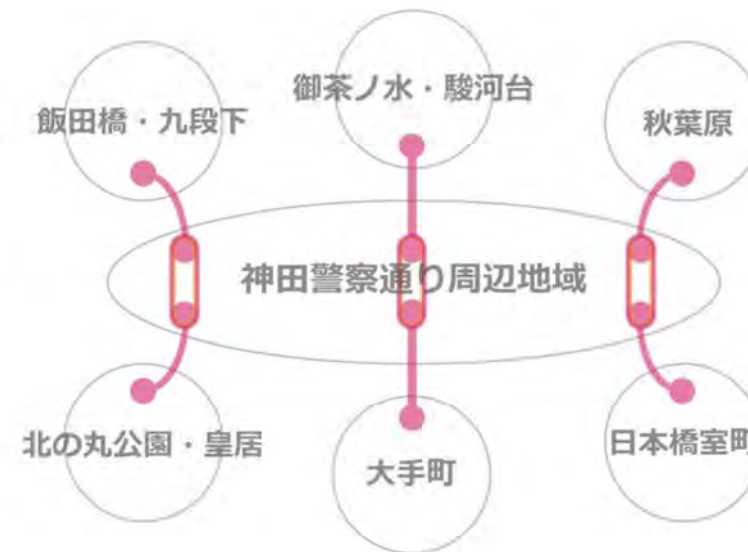 御茶ノ水・駿河台
飯田橋・九段下
秋葉原
神田警察通り周辺地域
北の丸公園・皇居
大手町
日本橋室町